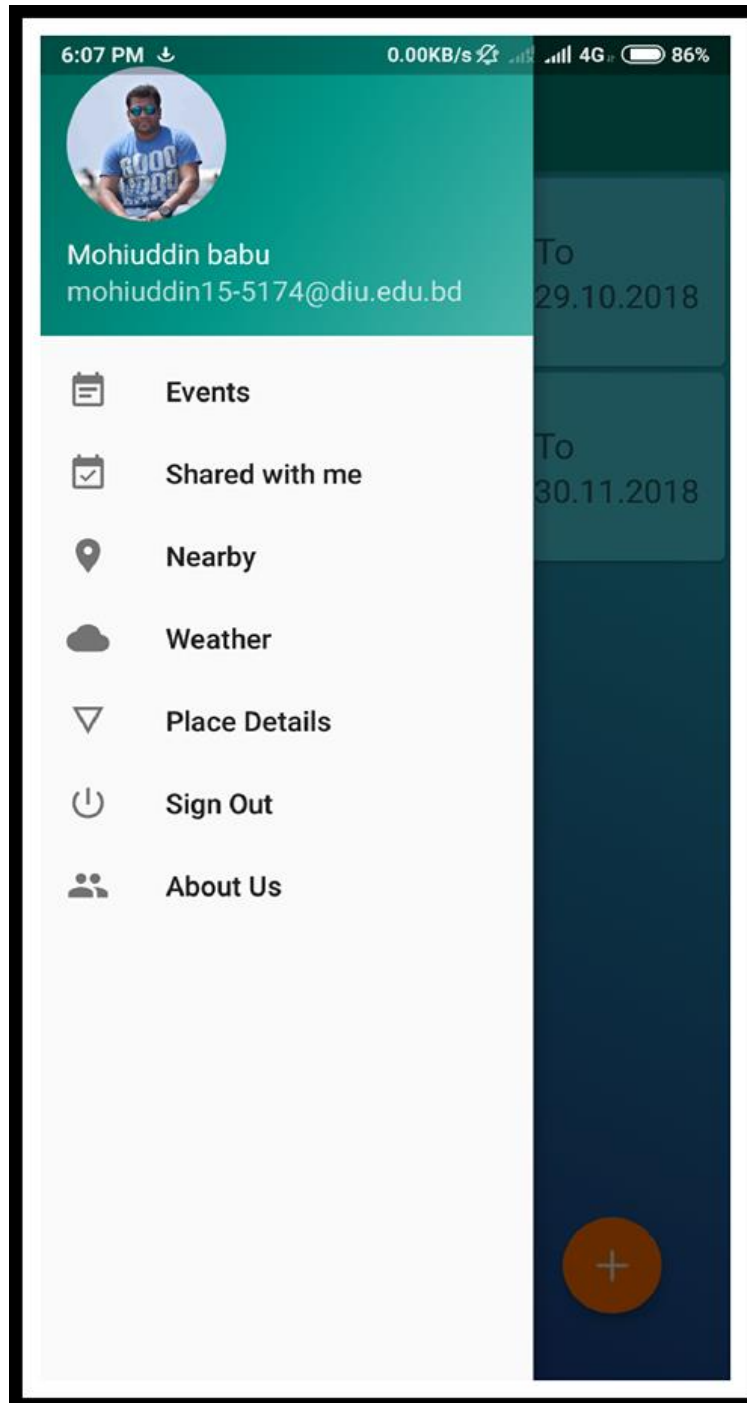 6:07 PM 0.00KB/s 4G 86%
Mohiuddin babu
mohiuddin15-5174@diu.edu.bd
To
29.10.2018
To
30.11.2018
Events
Shared with me
Nearby
Weather
Place Details
Sign Out
About Us